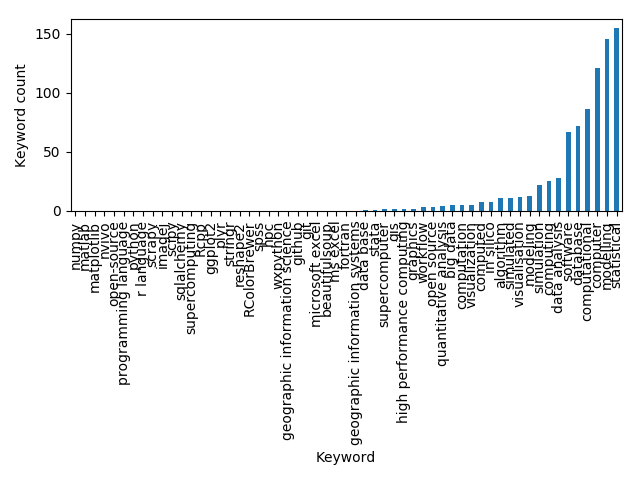 Keyword count
150
100
50
0
numpy
matlab
matplotlib
nvivo
open-source
programming language
python
r language
scrapy
imagej
scipy
sqlalchemy
supercomputing
Rcpp
ggplot2
plyr
stringr
reshape2
RColorBrewer
spss
hpc
wxpython
geographic information science
github
git
microsoft excel
beautifulsoup
ms excel
fortran
geographic information systems
data base
stata
supercomputer
gis
high performance computing
graphics
workflow
open source
quantitative analysis
big data
computation
visualization
computed
in silico
algorithm
simulated
visualisation
modeling
simulation
computing
data analysis
software
database
computational
computer
modelling
statistical
Keyword